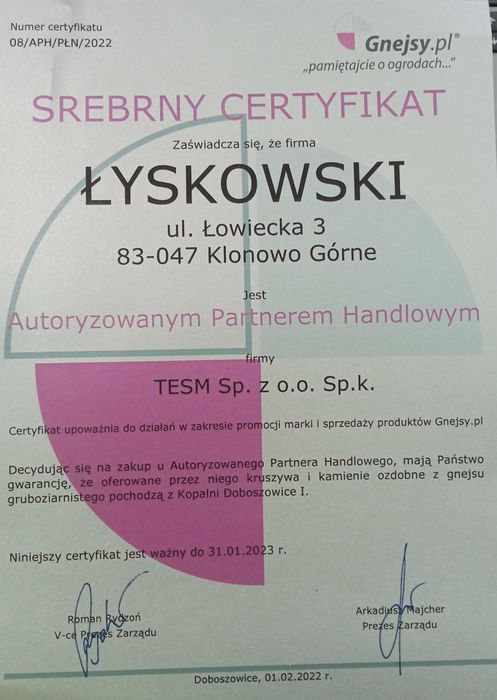 Numer certyfikatu
08/APH/PŁN/2022
Gnejsy.pl®
„pamiętajcie o ogrodach..."
SREBRNY CERTYFIKAT
Zaświadcza się, że firma
ŁYSKOWSKI
ul. Łowiecka 3
83-047 Klonowo Górne
Jest
Autoryzowanym Partnerem Handlowym
firmy
TESM Sp. z o.o. Sp.k.
Certyfikat upoważnia do działań w zakresie promocji marki i sprzedaży produktów Gnejsy.pl
Decydując się na zakup u Autoryzowanego Partnera Handlowego, mają Państwo
gwarancję, że oferowane przez niego kruszywa i kamienie ozdobne z gnejsu
gruboziarnistego pochodzą z Kopalni Doboszowice I.
Niniejszy certyfikat jest ważny do 31.01.2023 r.
Roman Rydzoń
V-ce Prezes Zarządu
Arkadiusz Majcher
Prezes Zarządu
Doboszowice, 01.02.2022 r.